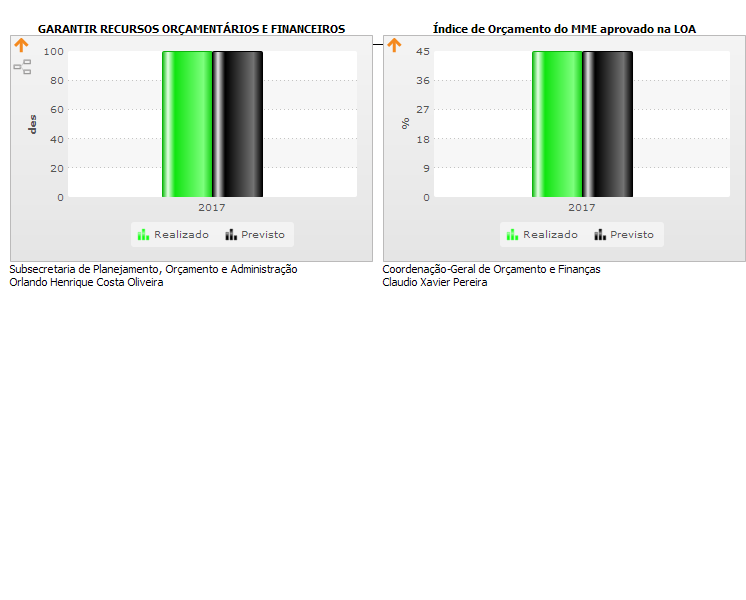 GARANTIR RECURSOS ORÇAMENTÁRIOS E FINANCEIROS
100
80
60
40
20
0
des
2017
Realizado Previsto
Subsecretaria de Planejamento, Orçamento e Administração
Orlando Henrique Costa Oliveira
Índice de Orçamento do MME aprovado na LOA
45
36
27
18
9
0
%
2017
Realizado Previsto
Coordenação-Geral de Orçamento e Finanças
Claudio Xavier Pereira